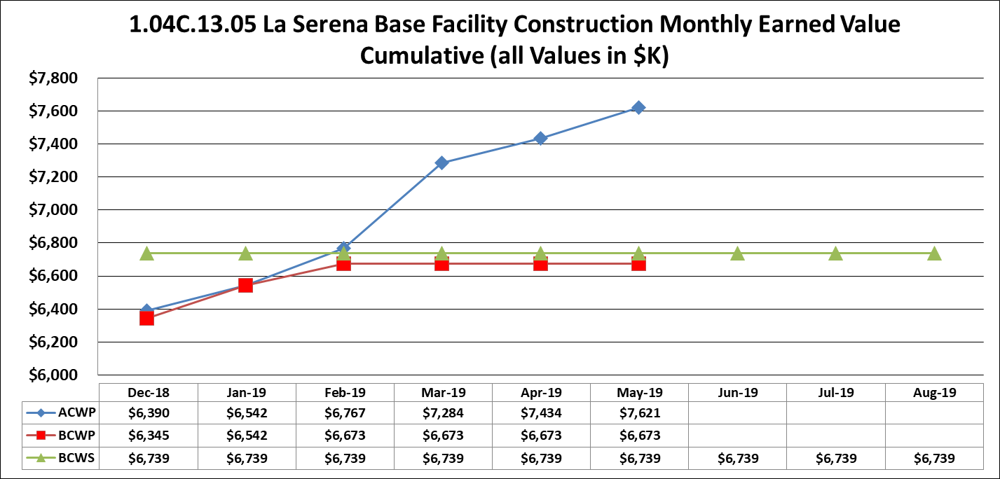 1.04C.13.05 La Serena Base Facility Construction Monthly Earned Value
Cumulative (all Values in $K)
$7,800
$7,600
$7,400
$7,200
$7,000
$6,800
$6,600
$6,400
$6,200
$6,000
Dec-18 Jan-19 Feb-19 Mar-19 Apr-19 May-19 Jun-19 Jul-19 Aug-19
ACWP $6,390 $6,542 $6,767 $7,284 $7,434 $7,621
BCWP $6,345 $6,542 $6,673 $6,673 $6,673 $6,673
BCWS $6,739 $6,739 $6,739 $6,739 $6,739 $6,739 $6,739 $6,739 $6,739